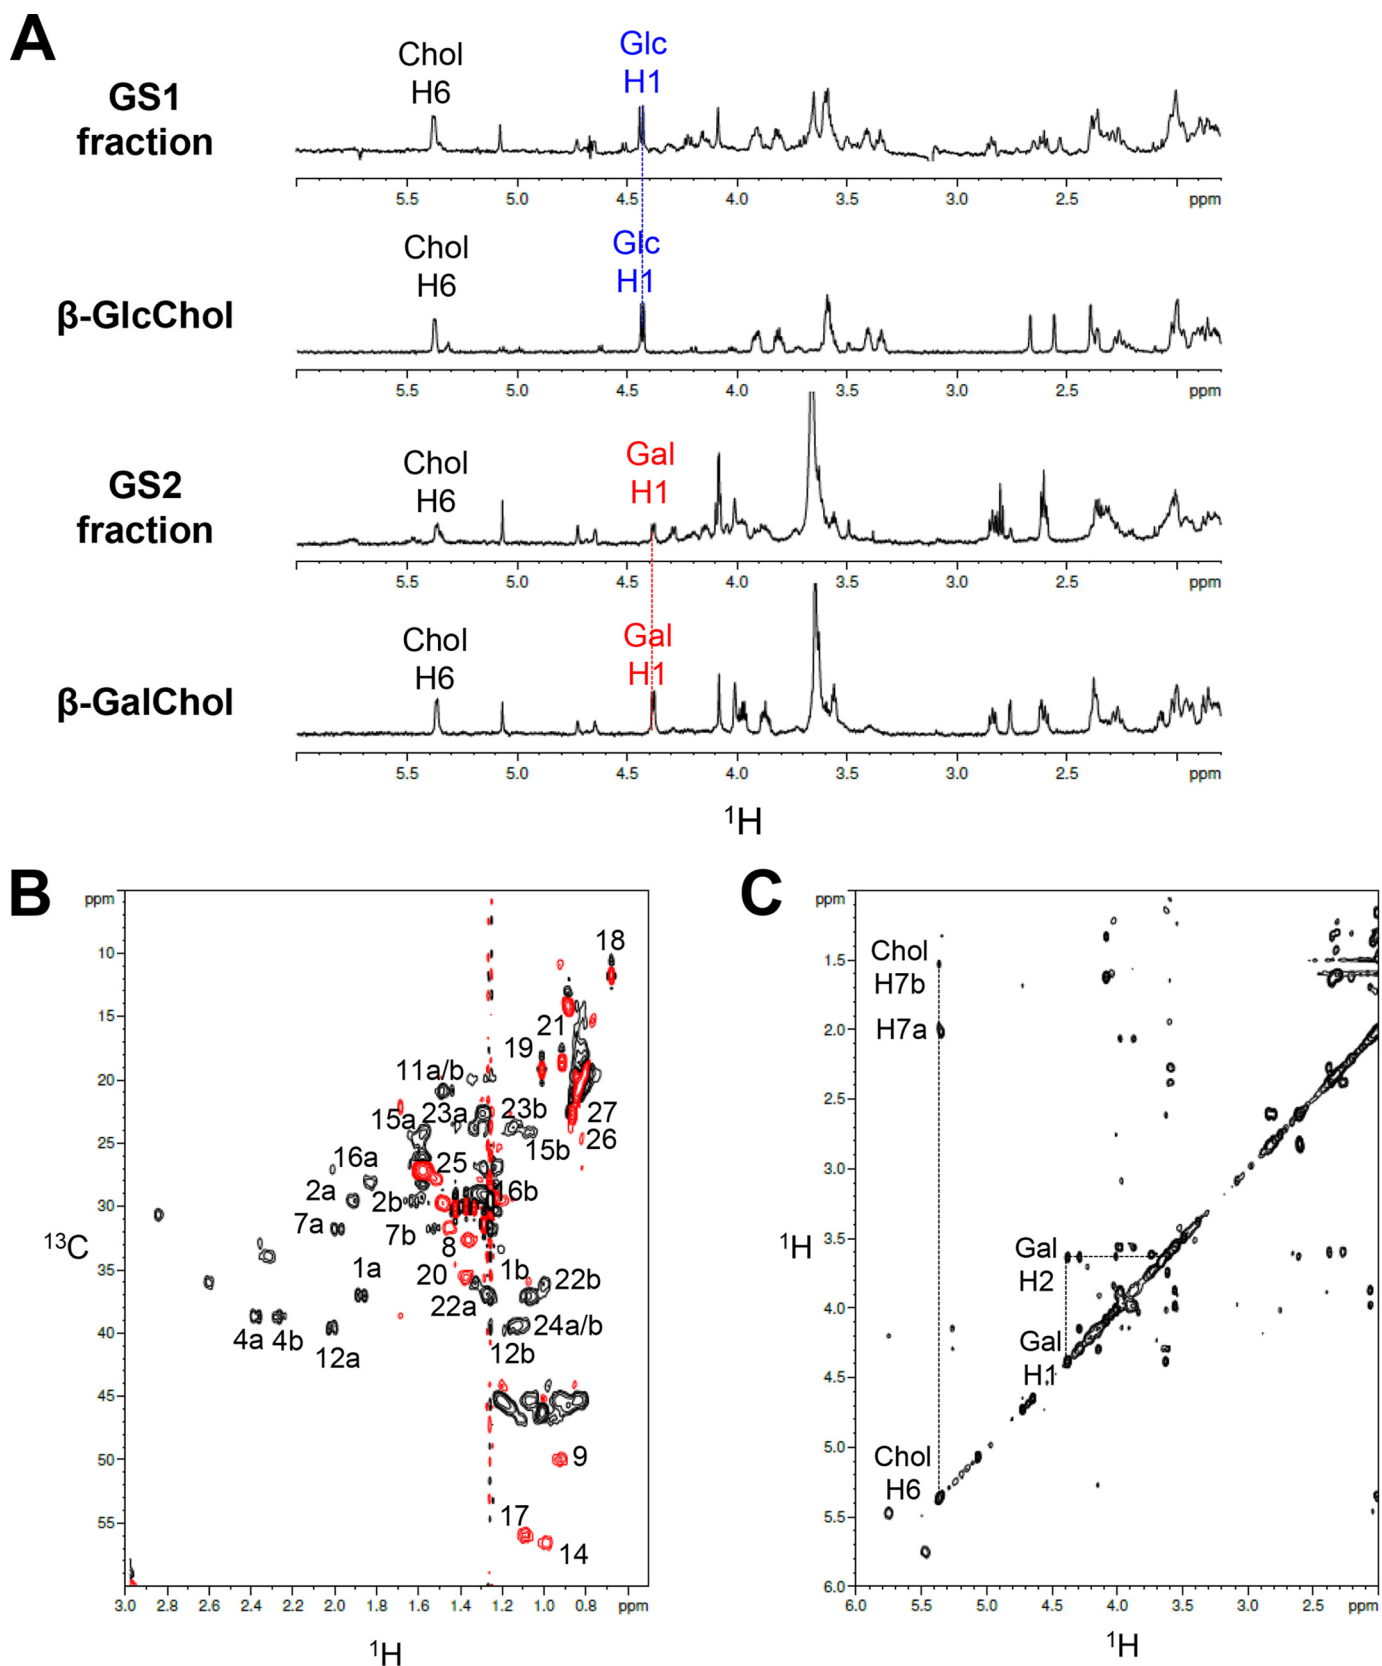 A
Chol
H6
Glc
H1
GS1
fraction
5.5 5.0 4.5 4.0 3.5 3.0 2.5 ppm
Chol
H6
Glc
H1
β-GlcChol
5.5 5.0 4.5 4.0 3.5 3.0 2.5 ppm
Chol
H6
Gal
H1
GS2
fraction
5.5 5.0 4.5 4.0 3.5 3.0 2.5 ppm
Chol
H6
Gal
H1
β-GalChol
5.5 5.0 4.5 4.0 3.5 3.0 2.5 ppm
¹H
B
ppm
10
15
20
25
30
35
40
45
50
55
¹³C
18
21
19
11a/b
15a 23a 23b 27
15b 26
16a 25
2a 2b 16b
7a 7b
8
1a 20 1b 22b
22a
4a 4b 24a/b
12a 12b
9
17
14
3.0 2.6 2.2 1.8 1.4 1.0 ppm
2.8 2.4 2.0 1.6 1.2 0.8
¹H
C
ppm
1.5
2.0
2.5
3.0
3.5
4.0
4.5
5.0
5.5
6.0
¹H
Chol
H7b
H7a
Gal
H2
Gal
H1
Chol
H6
6.0 5.5 5.0 4.5 4.0 3.5 3.0 2.5 ppm
¹H